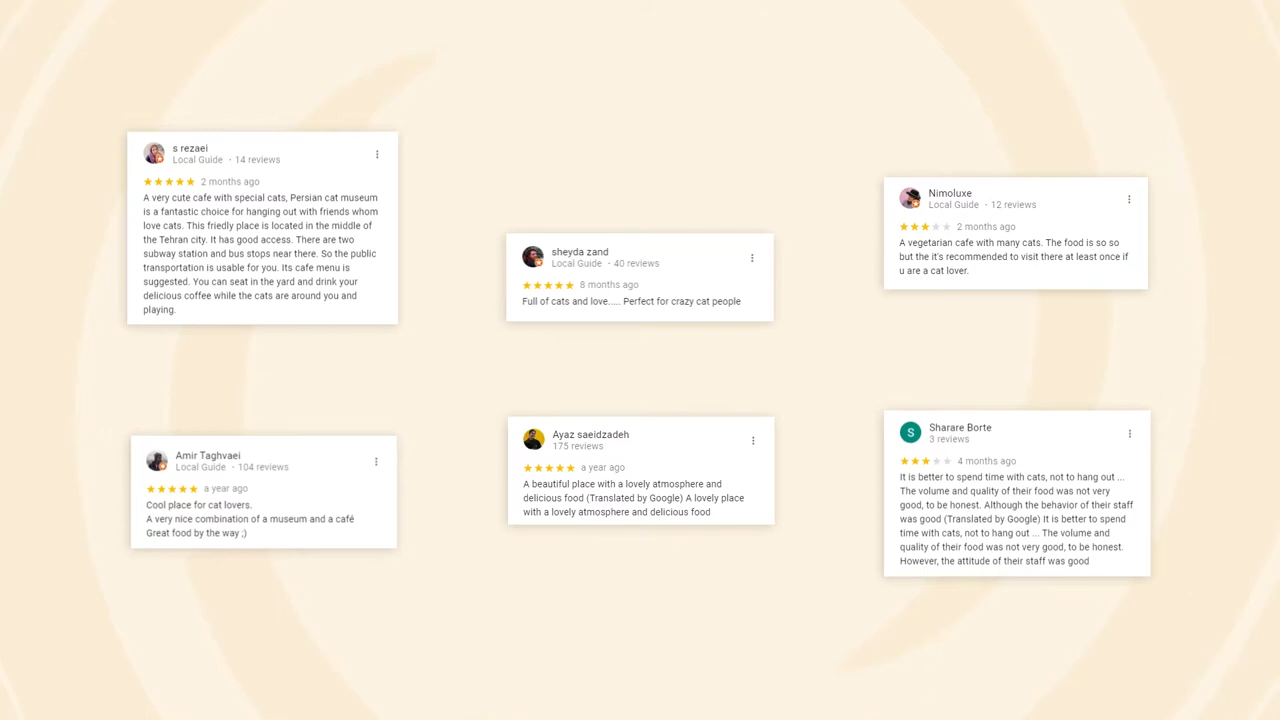 s rezaei
Local Guide · 14 reviews
2 months ago
A very cute cafe with special cats, Persian cat museum
is a fantastic choice for hanging out with friends whom
love cats. This friedly place is located in the middle of
the Tehran city. It has good access. There are two
subway station and bus stops near there. So the public
transportation is usable for you. Its cafe menu is
suggested. You can seat in the yard and drink your
delicious coffee while the cats are around you and
playing.
Amir Taghvaei
Local Guide · 104 reviews
a year ago
Cool place for cat lovers.
A very nice combination of a museum and a café
Great food by the way ;)
sheyda zand
Local Guide · 40 reviews
8 months ago
Full of cats and love..... Perfect for crazy cat people
Ayaz saeidzadeh
175 reviews
a year ago
A beautiful place with a lovely atmosphere and
delicious food (Translated by Google) A lovely place
with a lovely atmosphere and delicious food
Nimoluxe
Local Guide · 12 reviews
2 months ago
A vegetarian cafe with many cats. The food is so so
but the it's recommended to visit there at least once if
u are a cat lover.
S
Sharare Borte
3 reviews
4 months ago
It is better to spend time with cats, not to hang out ...
The volume and quality of their food was not very
good, to be honest. Although the behavior of their staff
was good (Translated by Google) It is better to spend
time with cats, not to hang out ... The volume and
quality of their food was not very good, to be honest.
However, the attitude of their staff was good